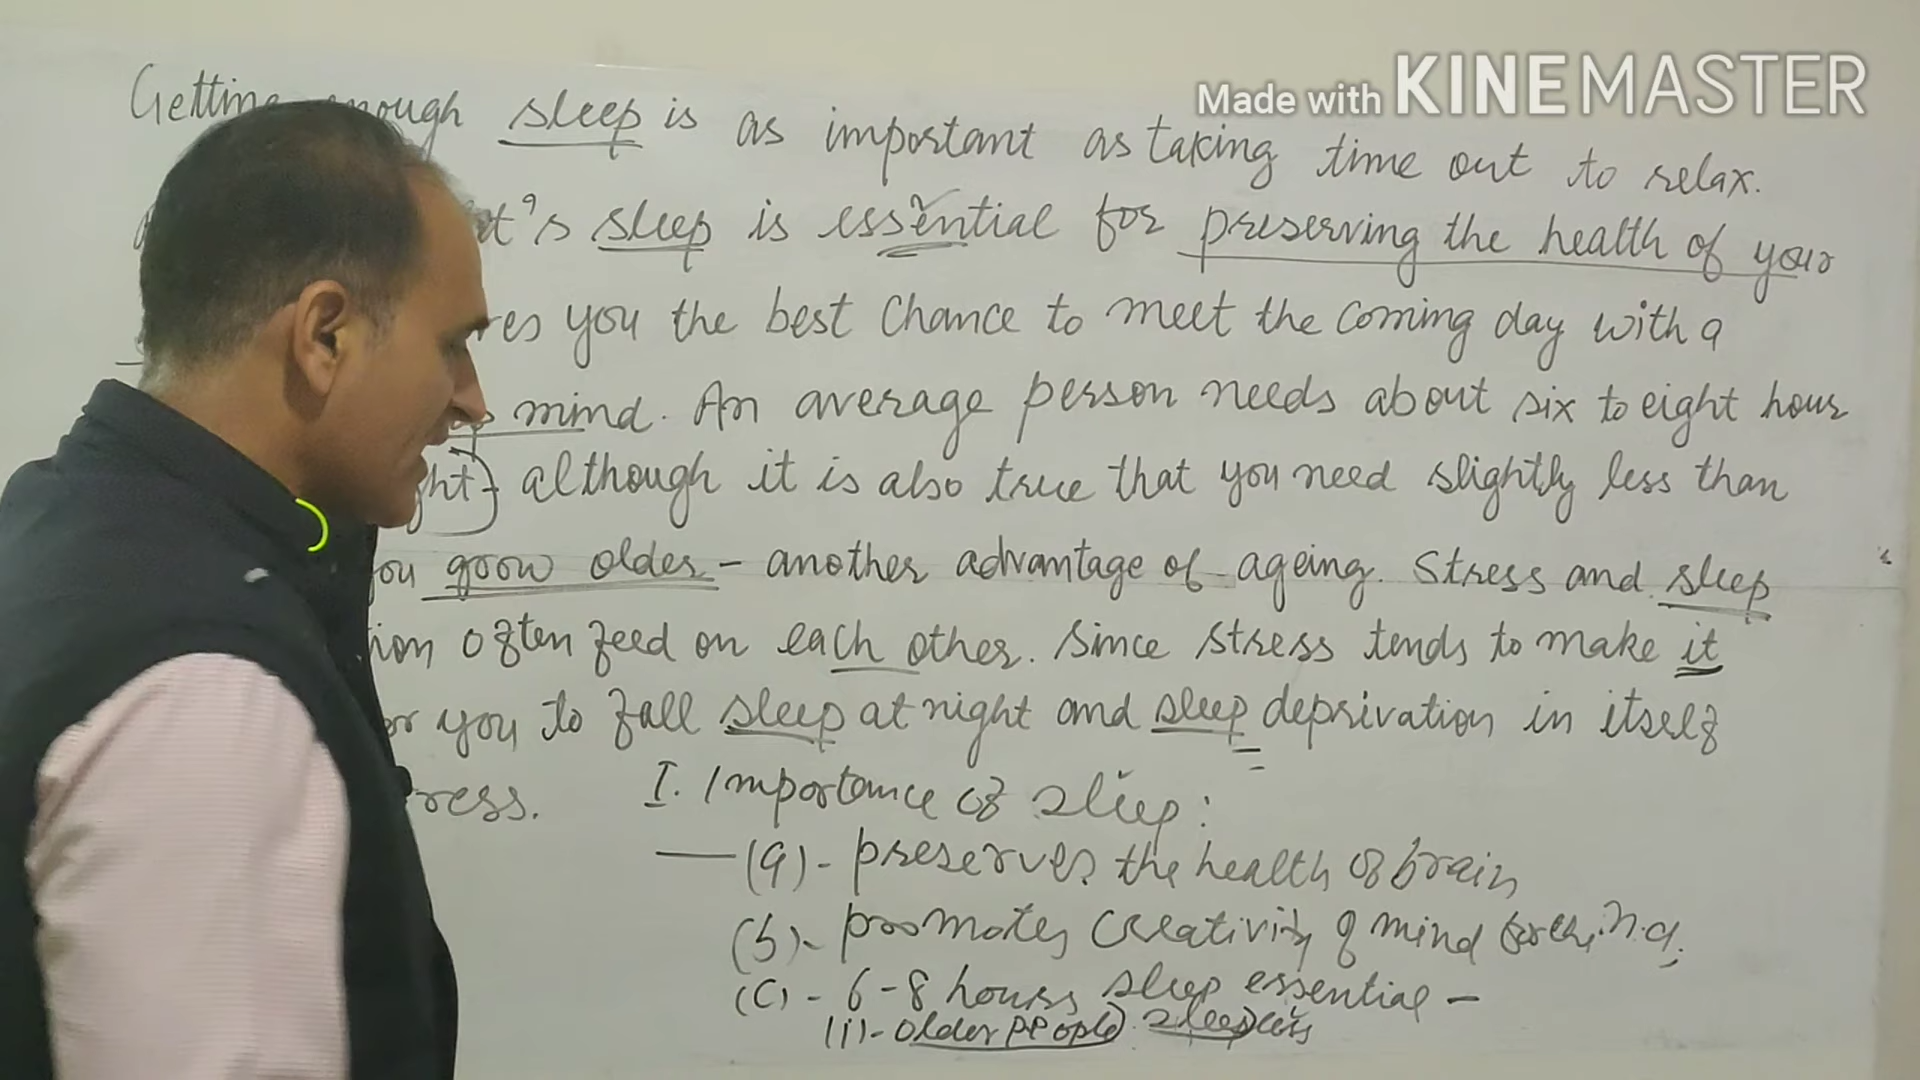 Made with KINEMASTER
Getting enough sleep is as important as taking time out to relax.
sleep is essential for preserving the health of your
you the best chance to meet the coming day with a
mind. An average person needs about six to eight hour
although it is also true that you need slightly less than
grow older - another advantage of ageing. Stress and sleep
often feed on each other. Since stress tends to make it
you to fall sleep at night and sleep deprivation in itself
I. Importance of sleep:
(a) - preserves the health of brain
(b) - promotes creativity of mind for the n.d.
(c) - 6-8 hours sleep essential -
(i) - older people sleep less